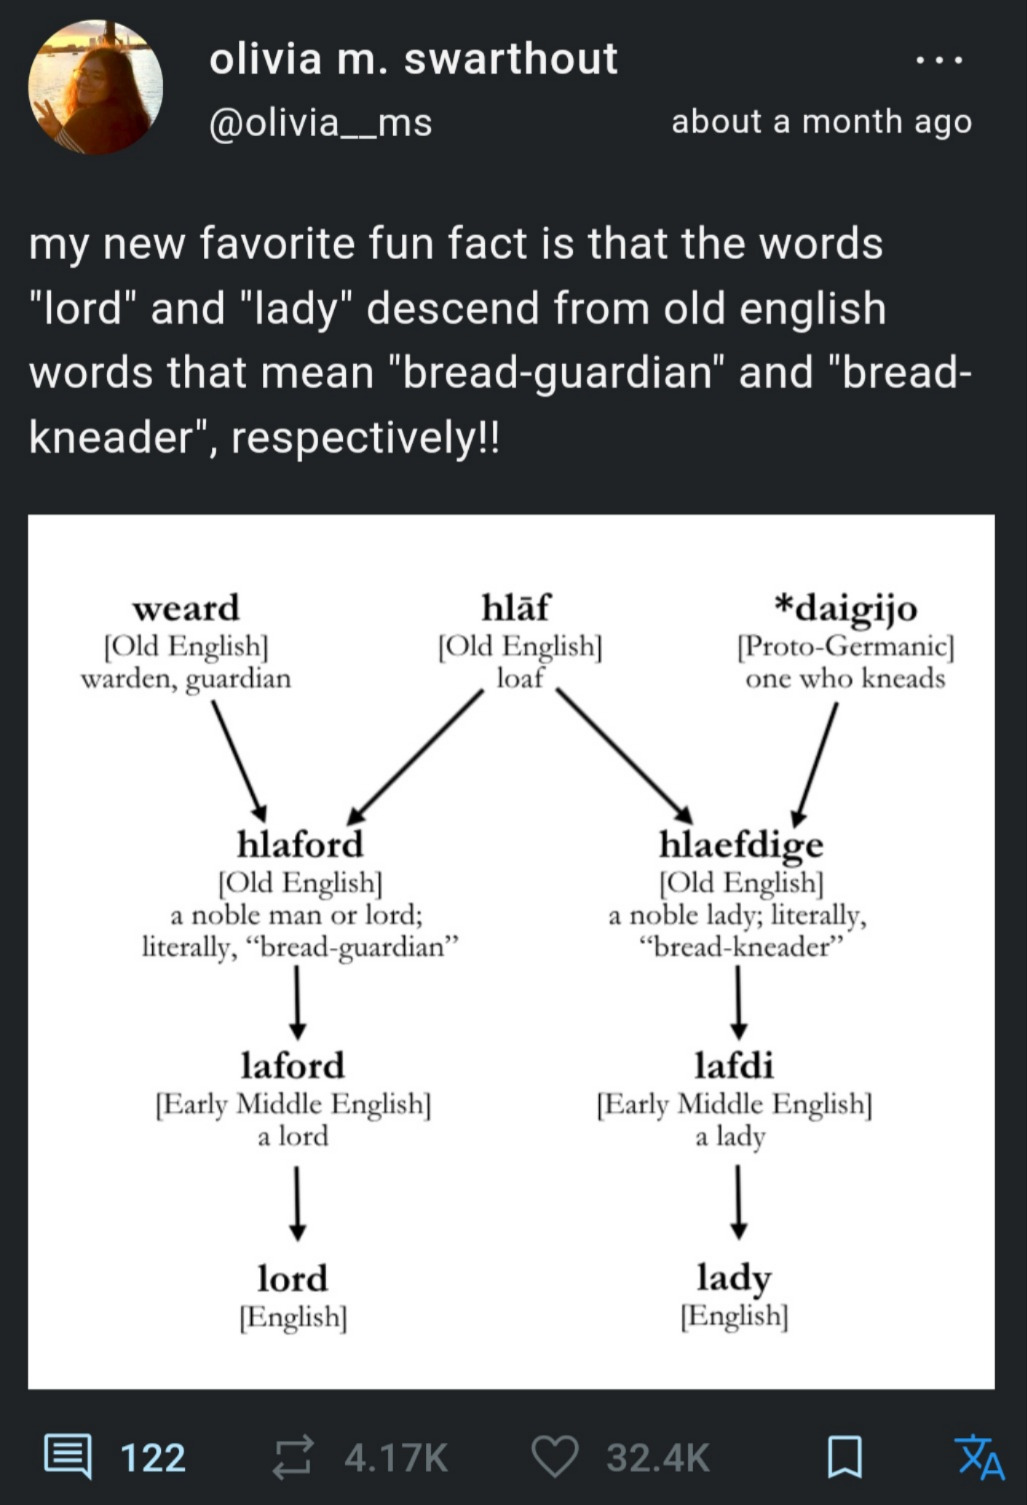 olivia m. swarthout
@olivia__ms
about a month ago
my new favorite fun fact is that the words
"lord" and "lady" descend from old english
words that mean "bread-guardian" and "bread-
kneader", respectively!!
weard
[Old English]
warden, guardian
hlāf
[Old English]
loaf
*daigijo
[Proto-Germanic]
one who kneads
hlaford
[Old English]
a noble man or lord;
literally, “bread-guardian”
hlaefdige
[Old English]
a noble lady; literally,
“bread-kneader”
laford
[Early Middle English]
a lord
lafdi
[Early Middle English]
a lady
lord
[English]
lady
[English]
122
4.17K
32.4K